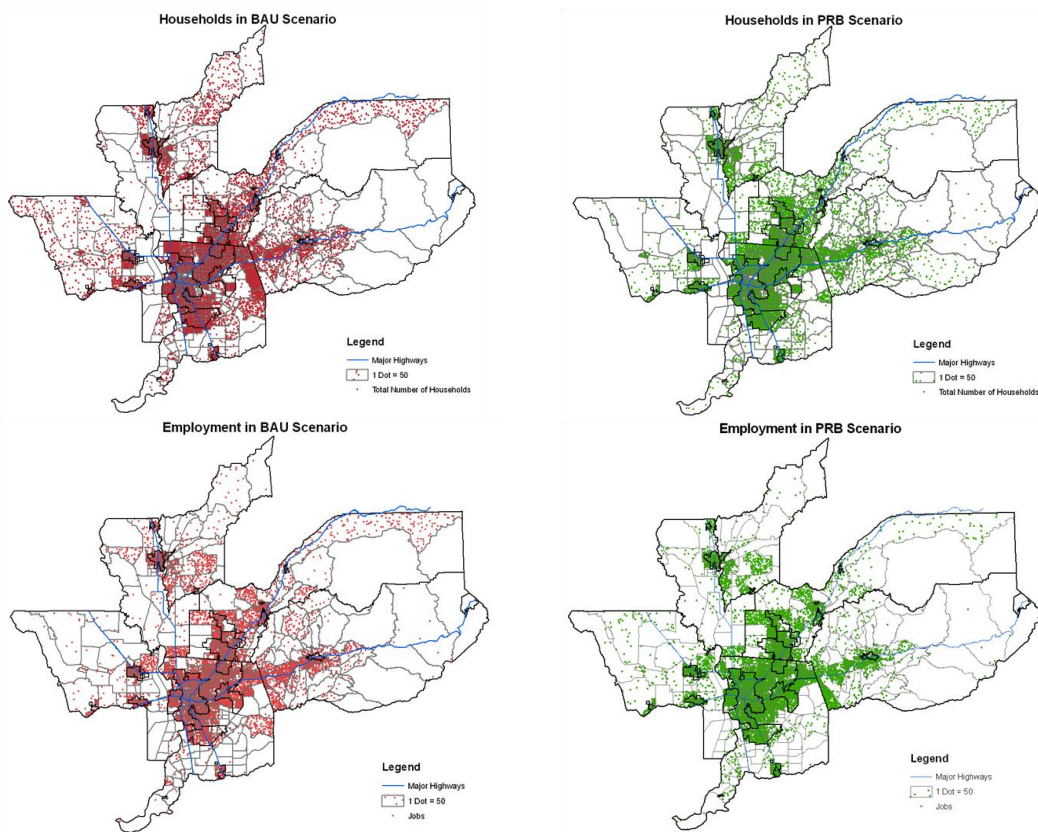 Households in BAU Scenario
Legend
Major Highways
1 Dot = 50
Total Number of Households
Households in PRB Scenario
Legend
Major Highways
1 Dot = 50
Total Number of Households
Employment in BAU Scenario
Legend
Major Highways
1 Dot = 50
Jobs
Employment in PRB Scenario
Legend
Major Highways
1 Dot = 50
Jobs